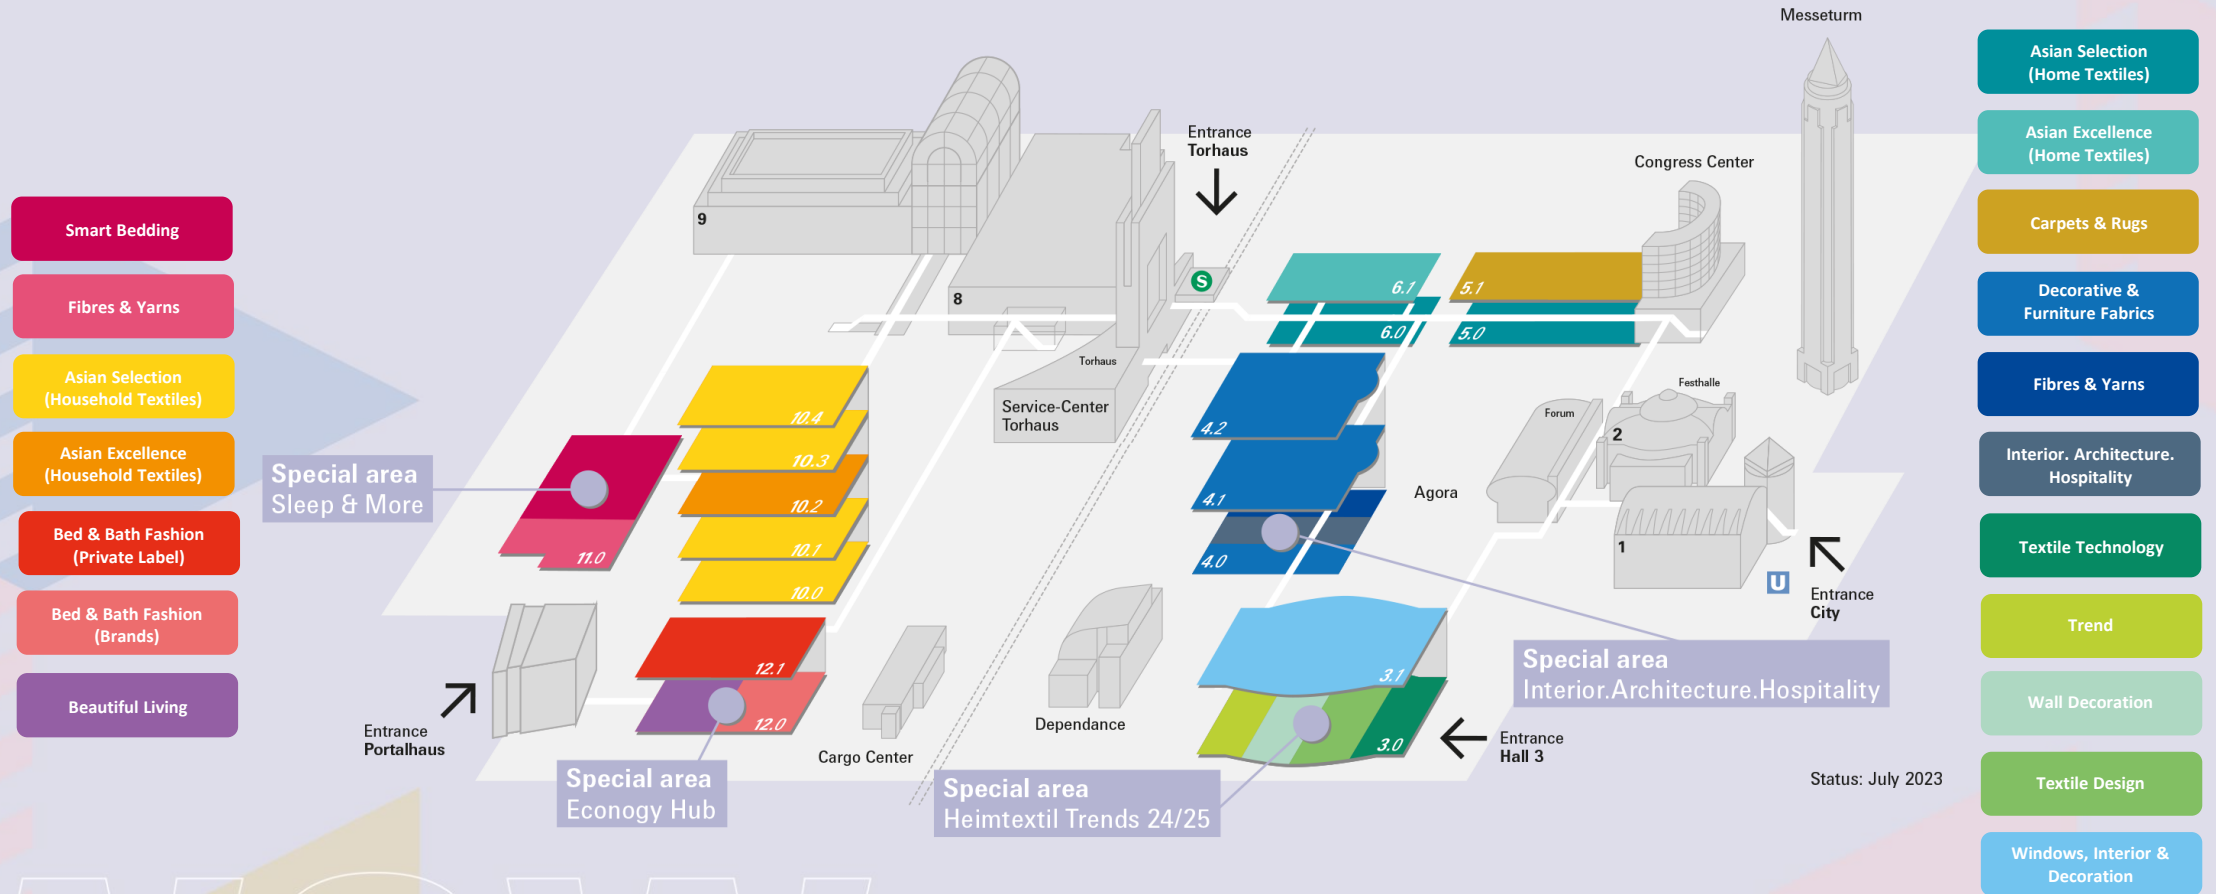 Messeturm
Entrance
Torhaus
Congress Center
9
8
S
Torhaus
Service-Center
Torhaus
6.1
6.0
5.1
5.0
Forum
Festhalle
2
1
U
Entrance
City
Agora
4.2
4.1
4.0
10.4
10.3
10.2
10.1
10.0
11.0
12.1
12.0
3.1
3.0
Entrance
Portalhaus
Cargo Center
Dependance
Entrance
Hall 3
Status: July 2023
Special area
Sleep & More
Special area
Econogy Hub
Special area
Heimtextil Trends 24/25
Special area
Interior.Architecture.Hospitality
Smart Bedding
Fibres & Yarns
Asian Selection
(Household Textiles)
Asian Excellence
(Household Textiles)
Bed & Bath Fashion
(Private Label)
Bed & Bath Fashion
(Brands)
Beautiful Living
Asian Selection
(Home Textiles)
Asian Excellence
(Home Textiles)
Carpets & Rugs
Decorative &
Furniture Fabrics
Fibres & Yarns
Interior. Architecture.
Hospitality
Textile Technology
Trend
Wall Decoration
Textile Design
Windows, Interior &
Decoration